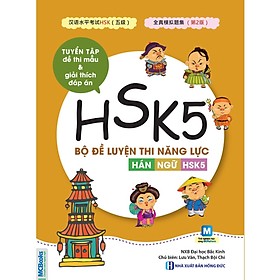 汉语水平考试HSK（五级）
全真模拟题集（第2版）
TUYỂN TẬP
đề thi mẫu
&
giải thích
đáp án
HSK5
BỘ ĐỀ LUYỆN THI NĂNG LỰC
HÁN NGỮ HSK5
MCBooks
NXB Đại học Bắc Kinh
Chủ biên: Lưu Vân, Thạch Bội Chi
NHÀ XUẤT BẢN HỒNG ĐỨC